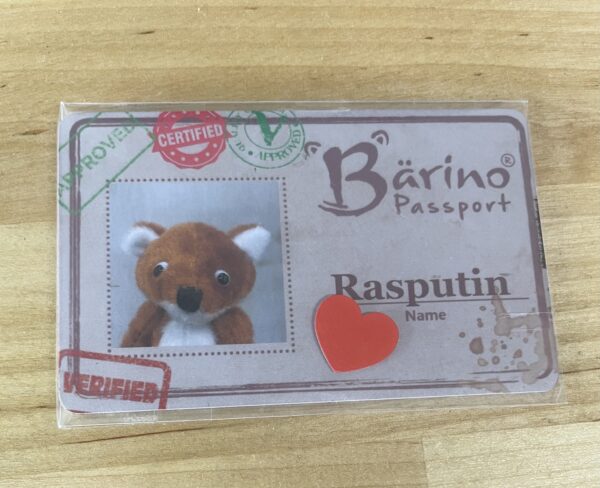 APPROVED
CERTIFIED
V
APPROVED
Bärino®
Passport
Rasputin
Name
VERIFIED